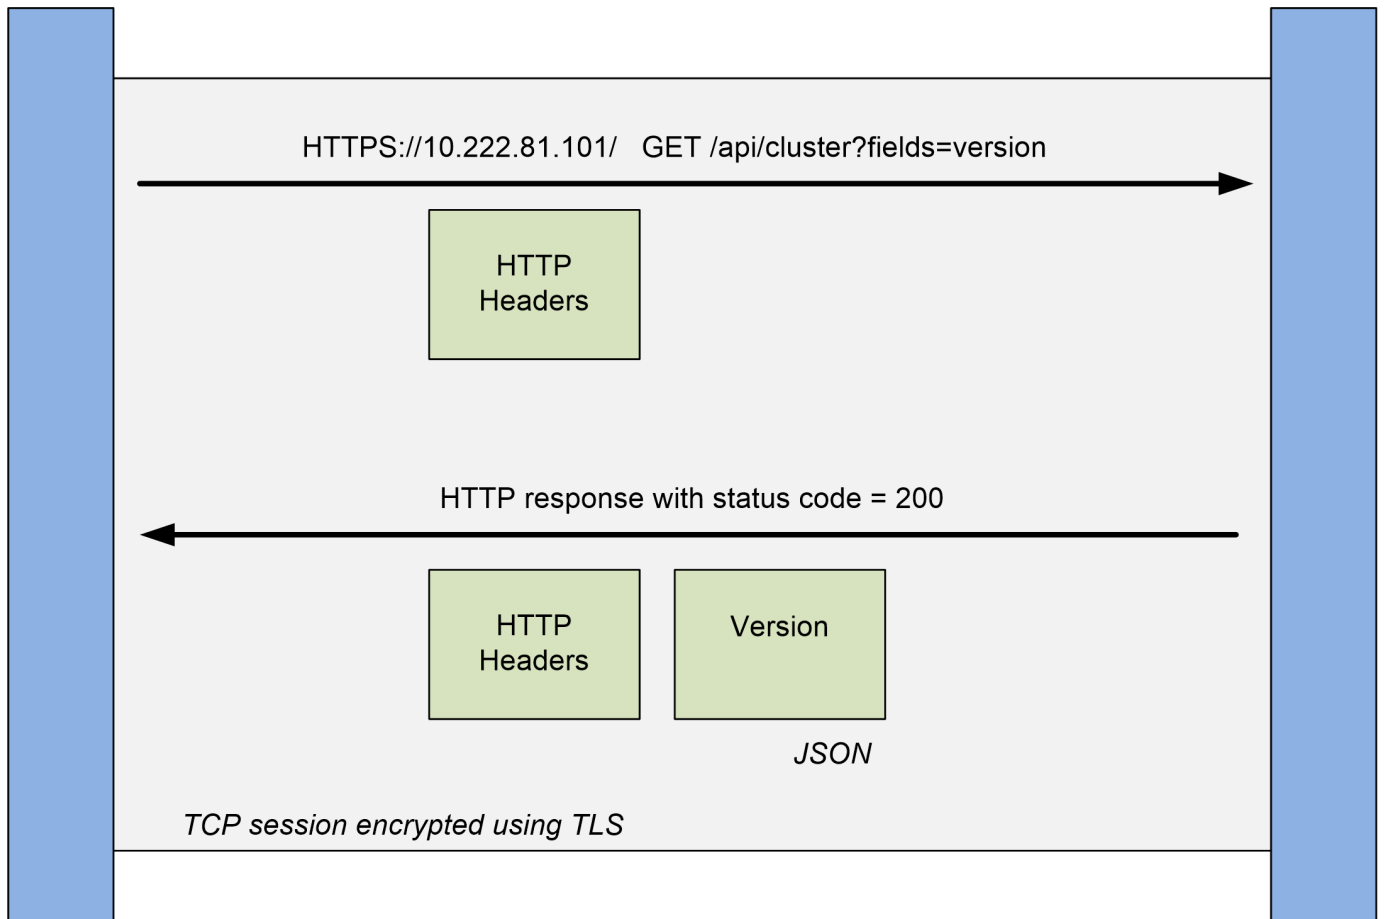 HTTPS://10.222.81.101/   GET /api/cluster?fields=version
HTTP
Headers
HTTP response with status code = 200
HTTP
Headers
Version
JSON
TCP session encrypted using TLS